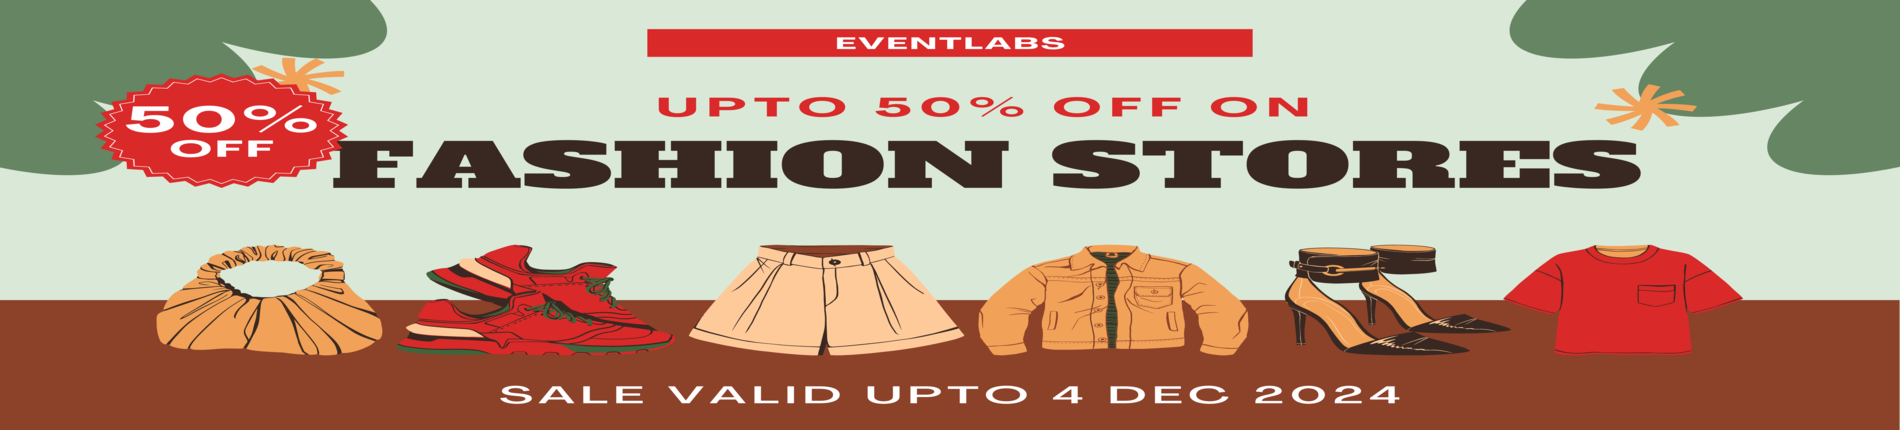 EVENTLABS
UPTO 50% OFF ON
50%
OFF
FASHION STORES
SALE VALID UPTO 4 DEC 2024